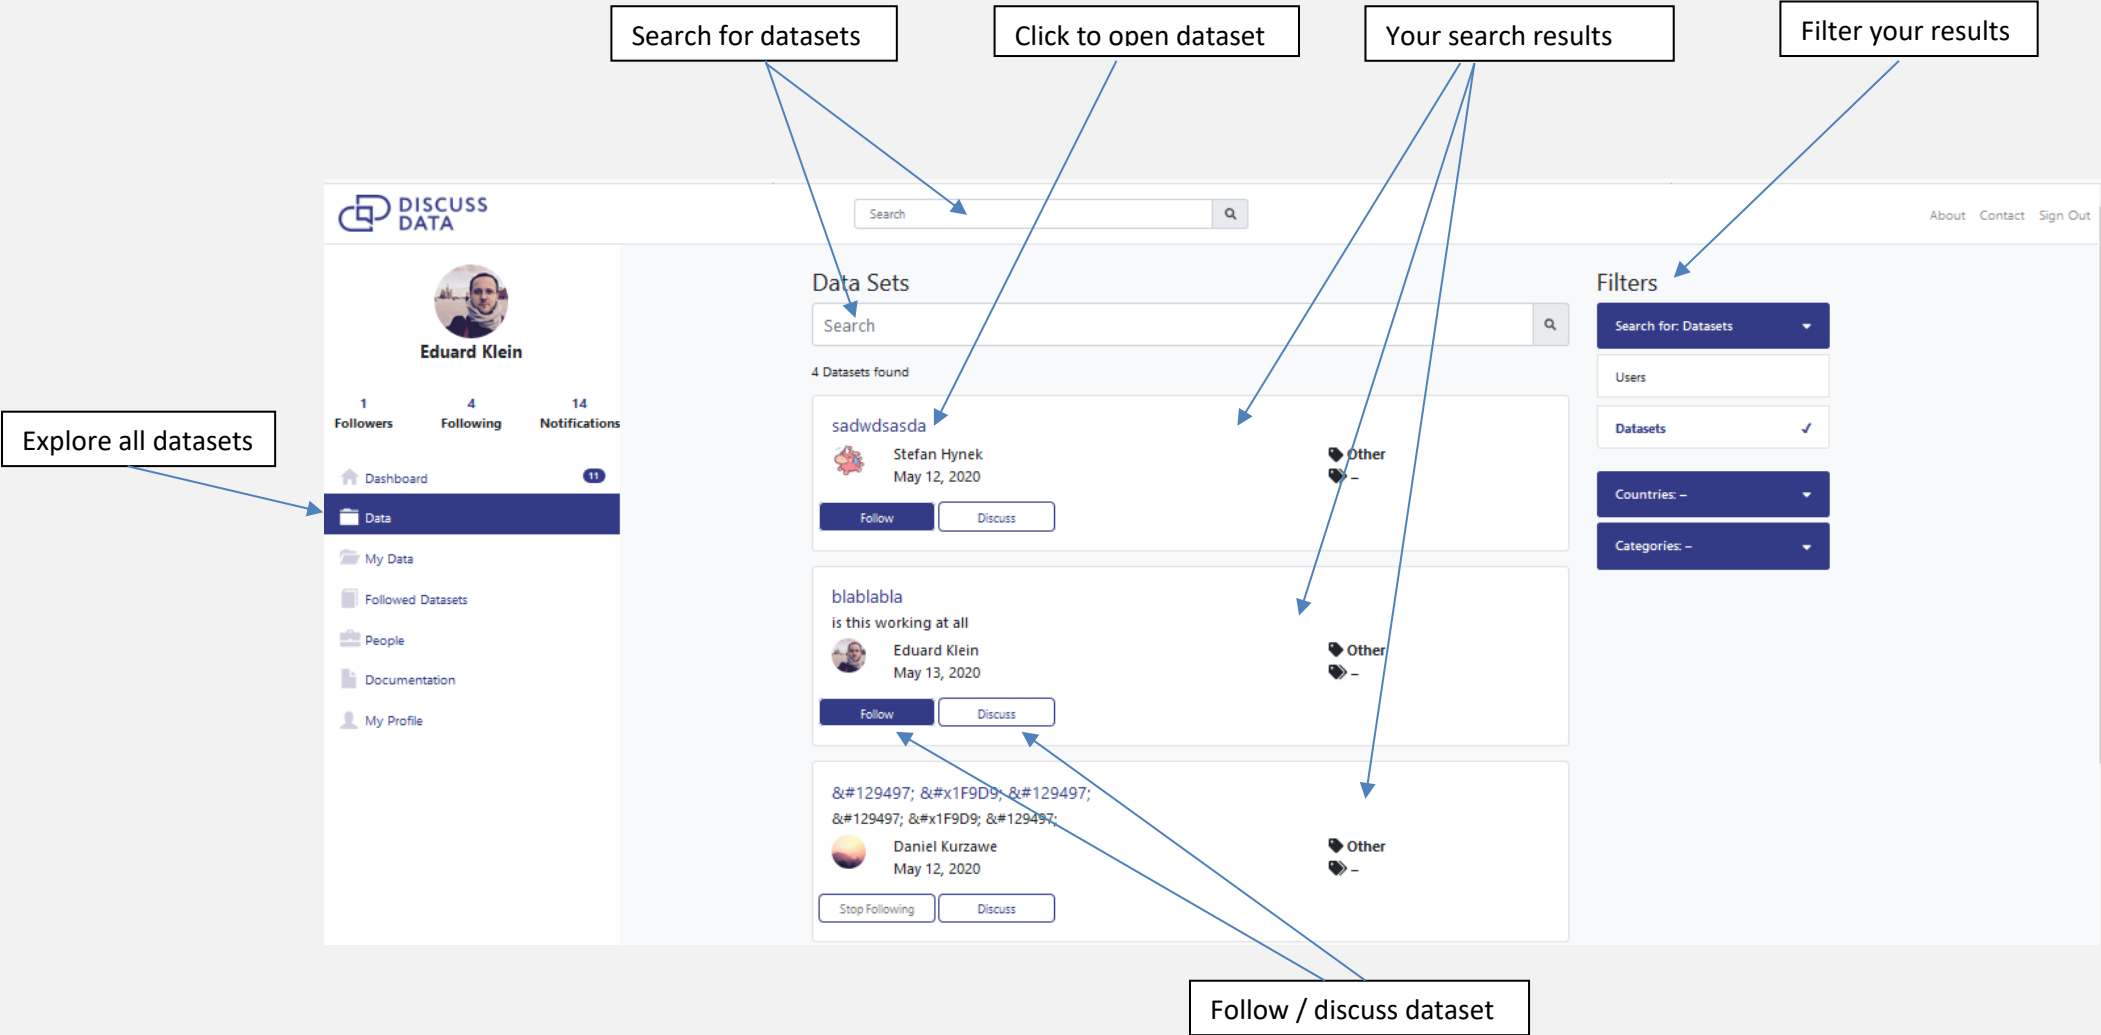 Search for datasets
Click to open dataset
Your search results
Filter your results
DISCUSS
DATA
Search
About Contact Sign Out
Eduard Klein
1 4 14
Followers Following Notifications
Explore all datasets
Dashboard 11
Data
My Data
Followed Datasets
People
Documentation
My Profile
Data Sets
Search
4 Datasets found
sadwdsasda
Stefan Hynek
May 12, 2020
Other
–
Follow Discuss
blablabla
is this working at all
Eduard Klein
May 13, 2020
Other
–
Follow Discuss
&#129497; &#x1F9D9; &#129497;
&#129497; &#x1F9D9; &#129497;
Daniel Kurzawe
May 12, 2020
Other
–
Stop Following Discuss
Filters
Search for: Datasets
Users
Datasets
Countries: –
Categories: –
Follow / discuss dataset